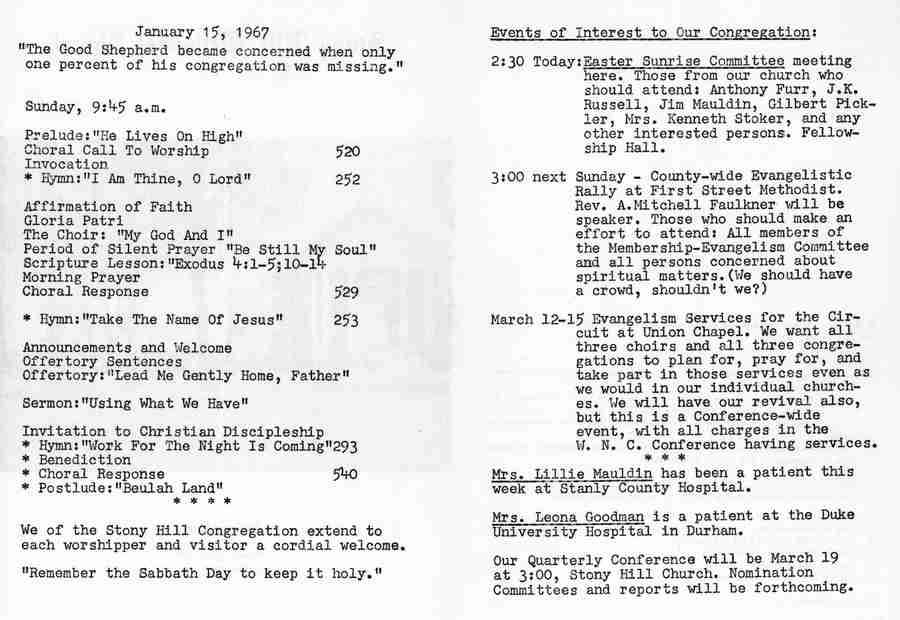 January 15, 1967
"The Good Shepherd became concerned when only
one percent of his congregation was missing."
Sunday, 9:45 a.m.
Prelude:"He Lives On High"
Choral Call To Worship 520
Invocation
* Hymn:"I Am Thine, O Lord" 252
Affirmation of Faith
Gloria Patri
The Choir: "My God And I"
Period of Silent Prayer "Be Still My Soul"
Scripture Lesson:"Exodus 4:1-5;10-14
Morning Prayer
Choral Response 529
* Hymn:"Take The Name Of Jesus" 253
Announcements and Welcome
Offertory Sentences
Offertory:"Lead Me Gently Home, Father"
Sermon:"Using What We Have"
Invitation to Christian Discipleship
* Hymn:"Work For The Night Is Coming"293
* Benediction
* Choral Response 540
* Postlude:"Beulah Land"
* * * *
We of the Stony Hill Congregation extend to
each worshipper and visitor a cordial welcome.
"Remember the Sabbath Day to keep it holy."
Events of Interest to Our Congregation:
2:30 Today:Easter Sunrise Committee meeting
here. Those from our church who
should attend: Anthony Furr, J.K.
Russell, Jim Mauldin, Gilbert Pick-
ler, Mrs. Kenneth Stoker, and any
other interested persons. Fellow-
ship Hall.
3:00 next Sunday - County-wide Evangelistic
Rally at First Street Methodist.
Rev. A.Mitchell Faulkner will be
speaker. Those who should make an
effort to attend: All members of
the Membership-Evangelism Committee
and all persons concerned about
spiritual matters.(We should have
a crowd, shouldn't we?)
March 12-15 Evangelism Services for the Cir-
cuit at Union Chapel. We want all
three choirs and all three congre-
gations to plan for, pray for, and
take part in those services even as
we would in our individual church-
es. We will have our revival also,
but this is a Conference-wide
event, with all charges in the
W. N. C. Conference having services.
* * *
Mrs. Lillie Mauldin has been a patient this
week at Stanly County Hospital.
Mrs. Leona Goodman is a patient at the Duke
University Hospital in Durham.
Our Quarterly Conference will be March 19
at 3:00, Stony Hill Church. Nomination
Committees and reports will be forthcoming.